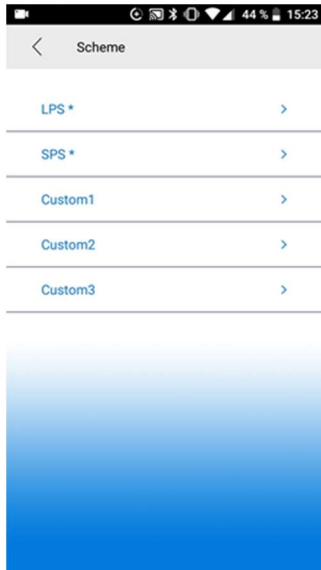 44 % 15:23
Scheme
LPS *
SPS *
Custom1
Custom2
Custom3